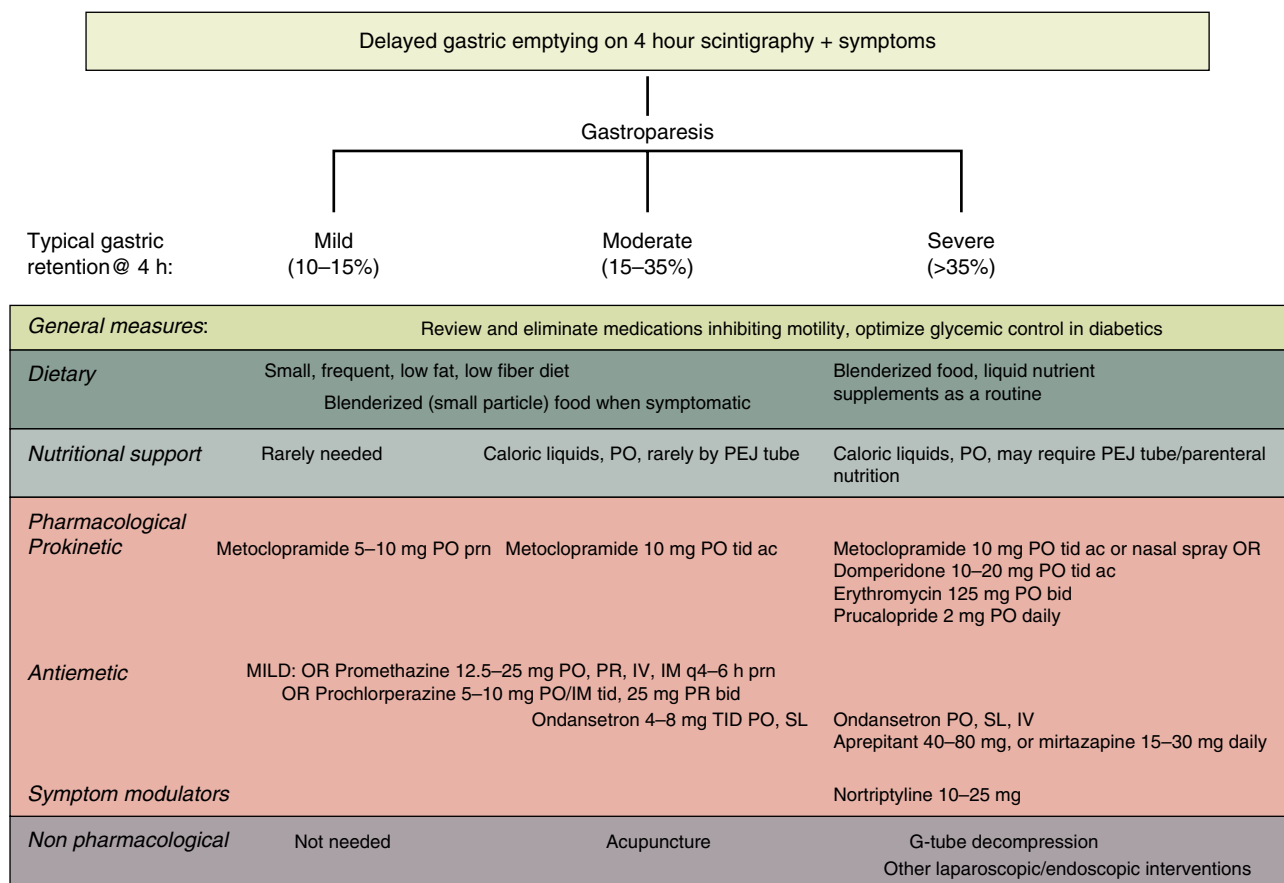 Delayed gastric emptying on 4 hour scintigraphy + symptoms
Gastroparesis
Typical gastric
retention@ 4 h:
Mild
(10–15%)
Moderate
(15–35%)
Severe
(>35%)
General measures:
Review and eliminate medications inhibiting motility, optimize glycemic control in diabetics
Dietary
Small, frequent, low fat, low fiber diet
Blenderized (small particle) food when symptomatic
Blenderized food, liquid nutrient
supplements as a routine
Nutritional support
Rarely needed
Caloric liquids, PO, rarely by PEJ tube
Caloric liquids, PO, may require PEJ tube/parenteral
nutrition
Pharmacological
Prokinetic
Metoclopramide 5–10 mg PO prn
Metoclopramide 10 mg PO tid ac
Metoclopramide 10 mg PO tid ac or nasal spray OR
Domperidone 10–20 mg PO tid ac
Erythromycin 125 mg PO bid
Prucalopride 2 mg PO daily
Antiemetic
MILD: OR Promethazine 12.5–25 mg PO, PR, IV, IM q4–6 h prn
OR Prochlorperazine 5–10 mg PO/IM tid, 25 mg PR bid
Ondansetron 4–8 mg TID PO, SL
Ondansetron PO, SL, IV
Aprepitant 40–80 mg, or mirtazapine 15–30 mg daily
Symptom modulators
Nortriptyline 10–25 mg
Non pharmacological
Not needed
Acupuncture
G-tube decompression
Other laparoscopic/endoscopic interventions